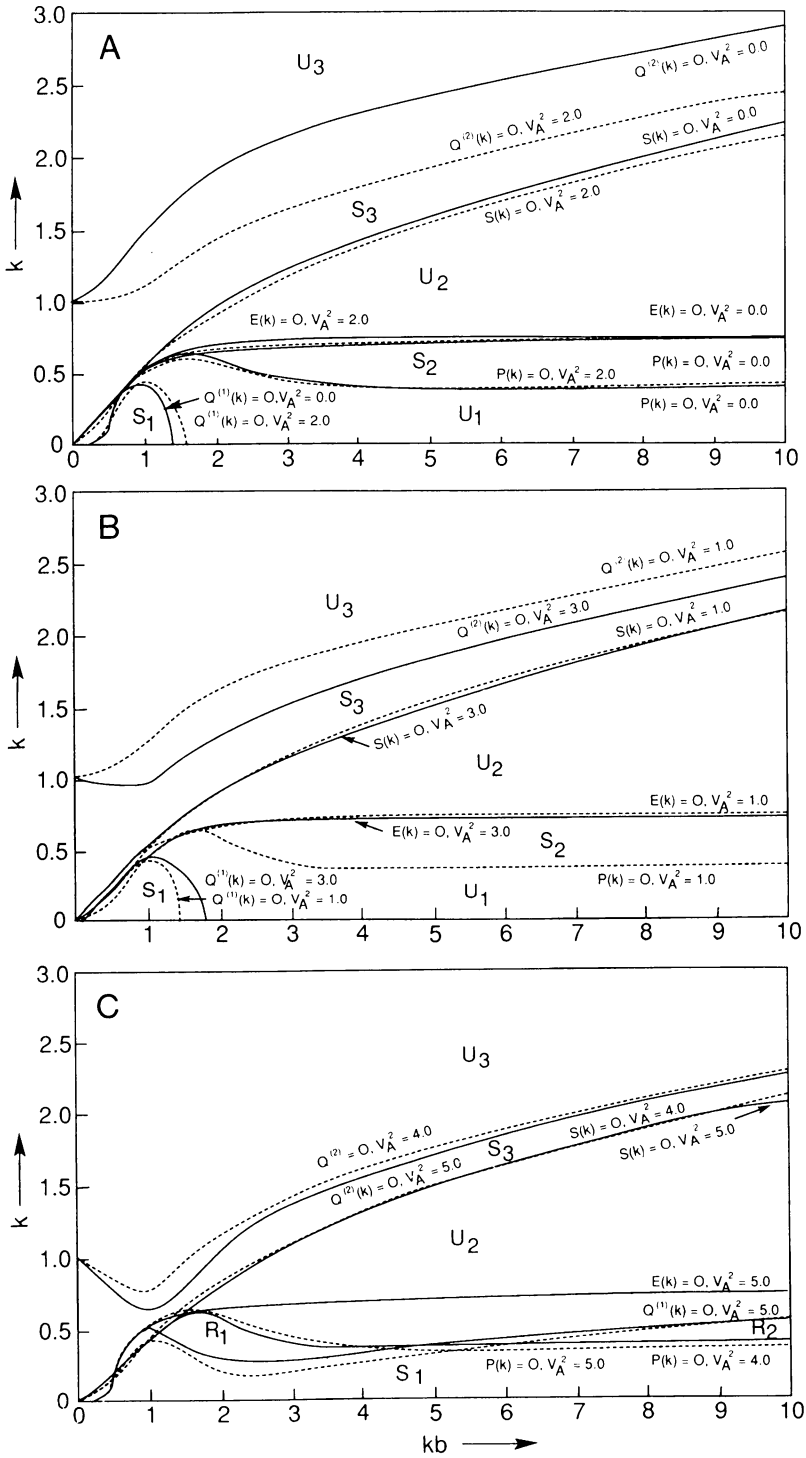 3.0
A
U3
Q(2)(k) = O, VA2 = 0.0
2.5
Q(2)(k) = O, VA2 = 2.0
S(k) = O, VA2 = 0.0
2.0
S3
S(k) = O, VA2 = 2.0
k
1.5
U2
1.0
E(k) = O, VA2 = 2.0
E(k) = O, VA2 = 0.0
S2
P(k) = O, VA2 = 0.0
0.5
P(k) = O, VA2 = 2.0
Q(1)(k) = O, VA2 = 0.0
P(k) = O, VA2 = 0.0
S1
Q(1)(k) = O, VA2 = 2.0
U1
0
0 1 2 3 4 5 6 7 8 9 10
3.0
B
2.5
Q(2)(k) = O, VA2 = 1.0
U3
Q(2)(k) = O, VA2 = 3.0
S(k) = O, VA2 = 1.0
2.0
S3
k
1.5
S(k) = O, VA2 = 3.0
U2
1.0
E(k) = O, VA2 = 1.0
E(k) = O, VA2 = 3.0
S2
0.5
Q(1)(k) = O, VA2 = 3.0
P(k) = O, VA2 = 1.0
S1
Q(1)(k) = O, VA2 = 1.0
U1
0
1 2 3 4 5 6 7 8 9 10
3.0
C
2.5
U3
2.0
Q(2) = O, VA2 = 4.0
S(k) = O, VA2 = 4.0
S3
S(k) = O, VA2 = 5.0
Q(2)(k) = O, VA2 = 5.0
k
1.5
U2
1.0
E(k) = O, VA2 = 5.0
Q(1)(k) = O, VA2 = 5.0
0.5
R1
R2
S1
P(k) = O, VA2 = 5.0
P(k) = O, VA2 = 4.0
0
0 1 2 3 4 5 6 7 8 9 10
kb